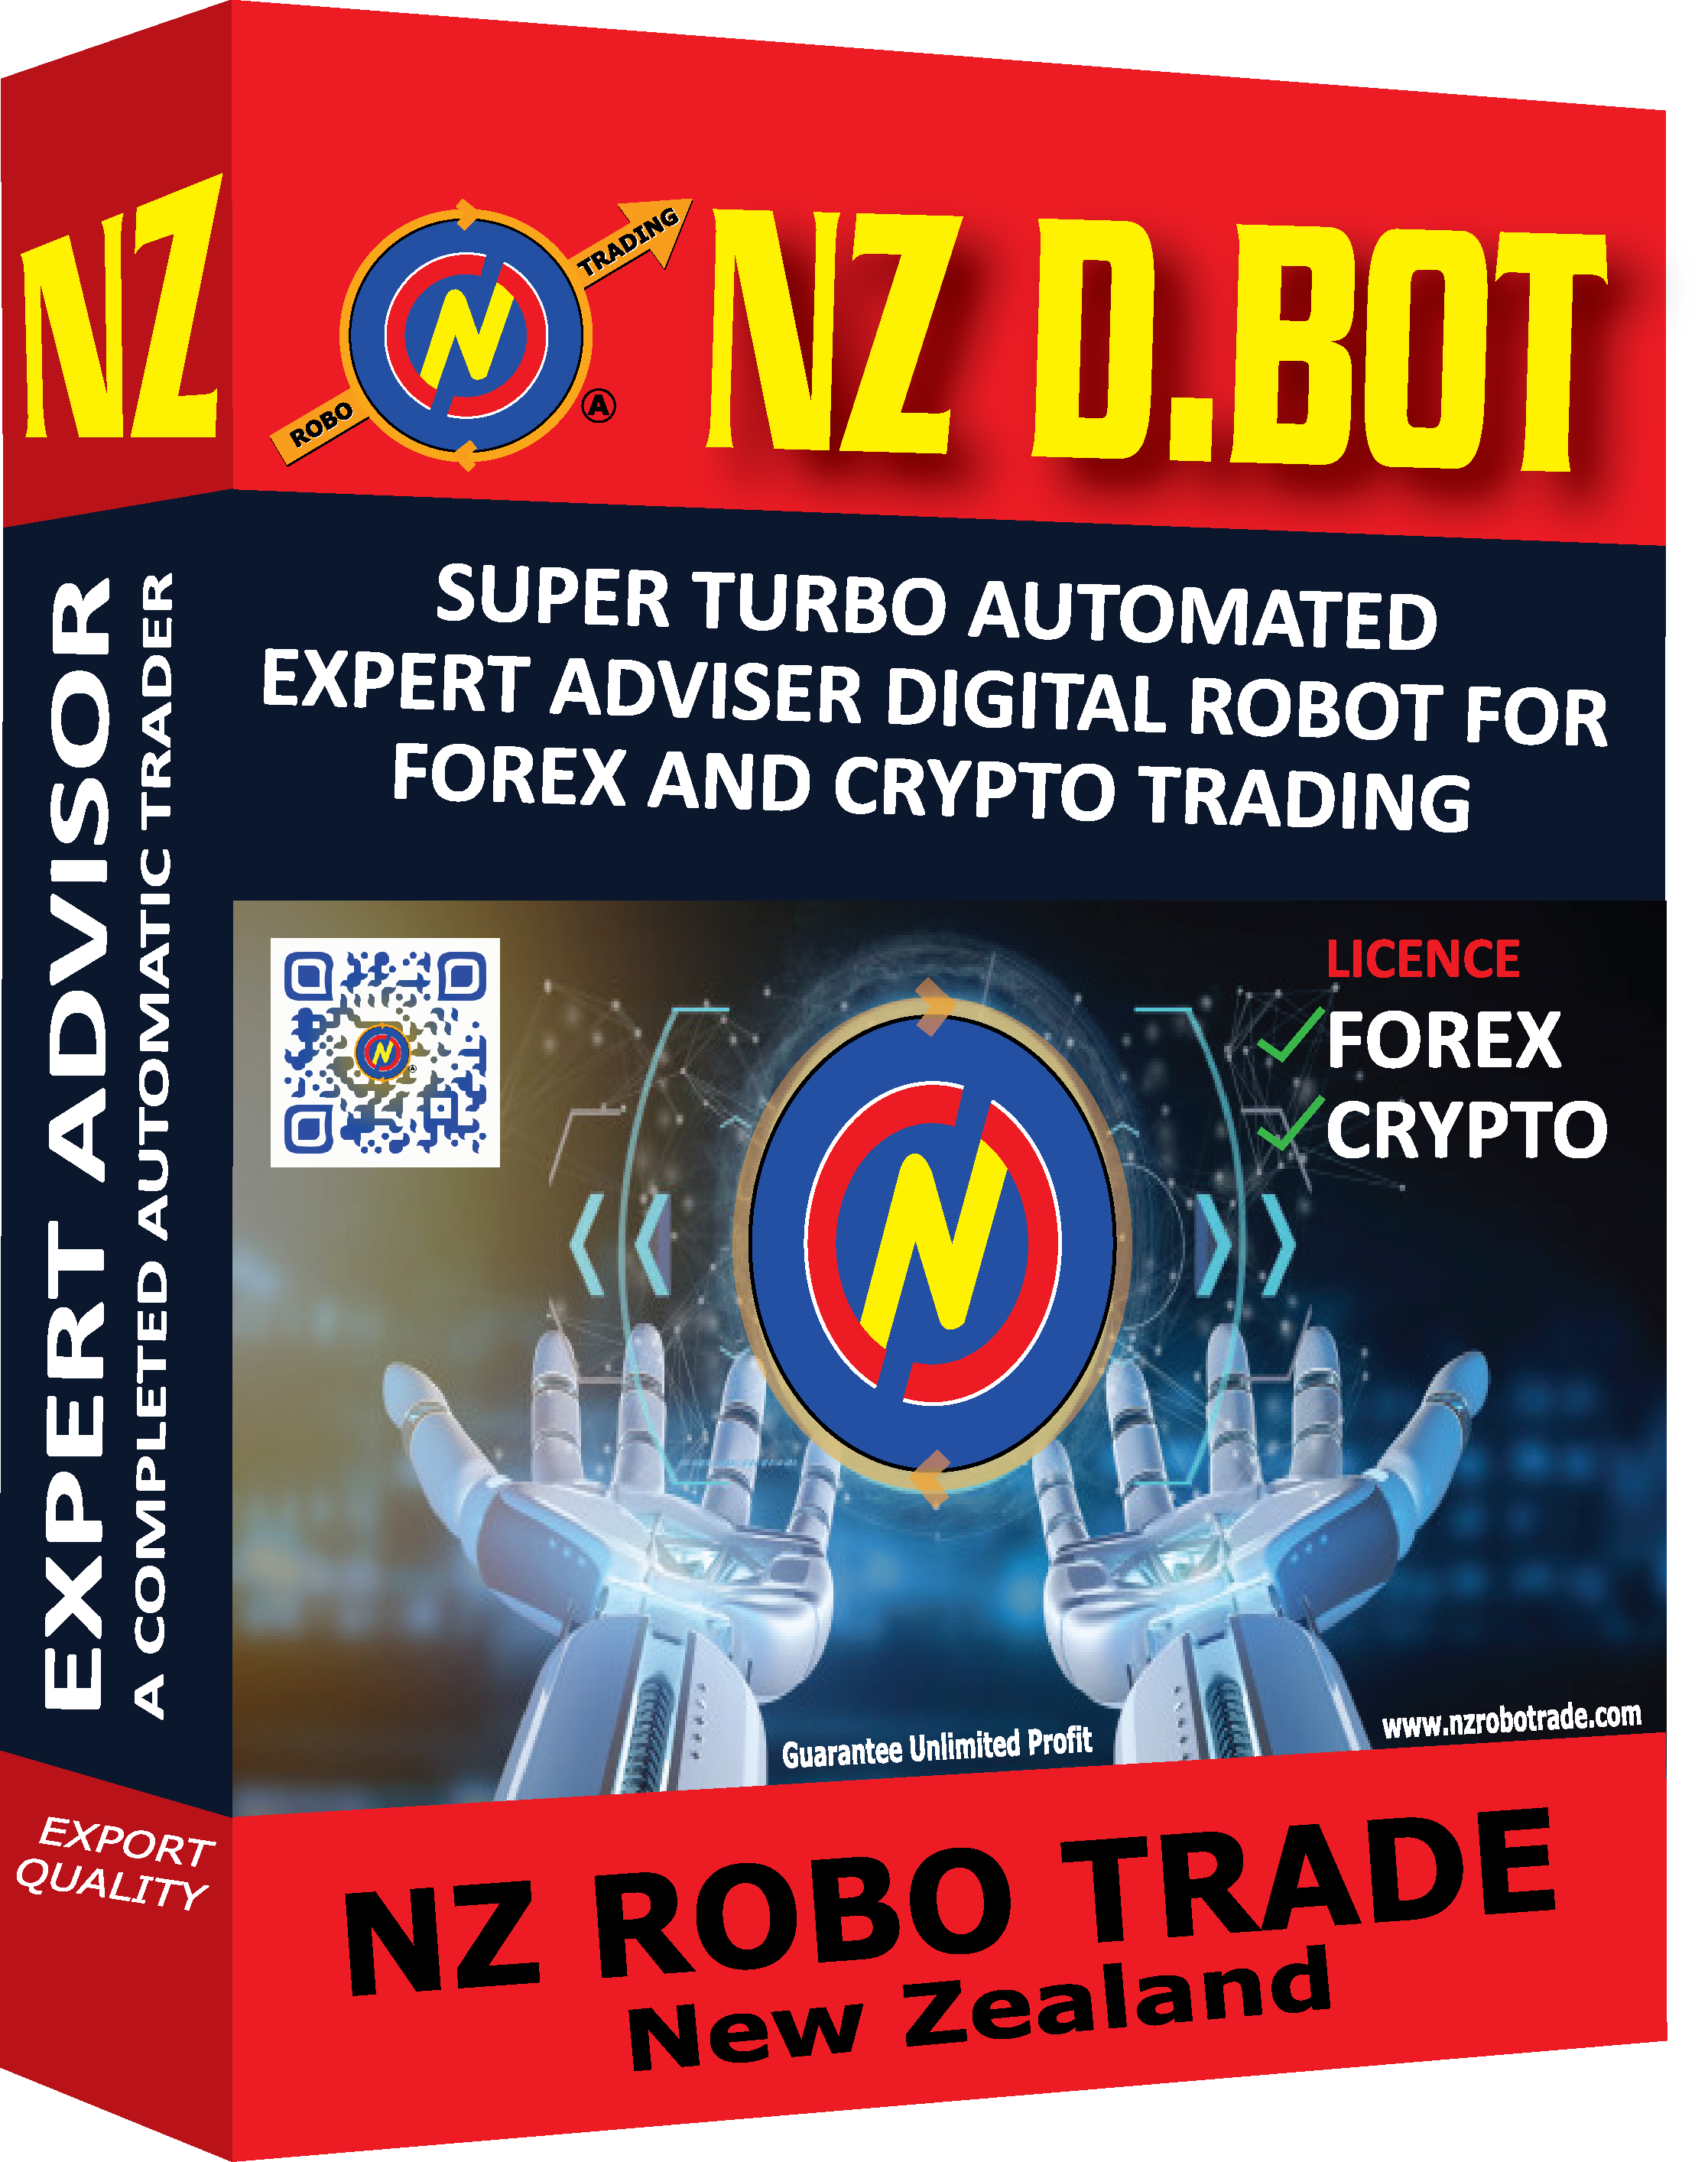 NZ
EXPERT ADVISOR
A COMPLETED AUTOMATIC TRADER
EXPORT
QUALITY
ROBO
TRADING
N
A
NZ D.BOT
SUPER TURBO AUTOMATED
EXPERT ADVISER DIGITAL ROBOT FOR
FOREX AND CRYPTO TRADING
N
A
LICENCE
FOREX
CRYPTO
N
Guarantee Unlimited Profit
www.nzrobotrade.com
NZ ROBO TRADE
New Zealand